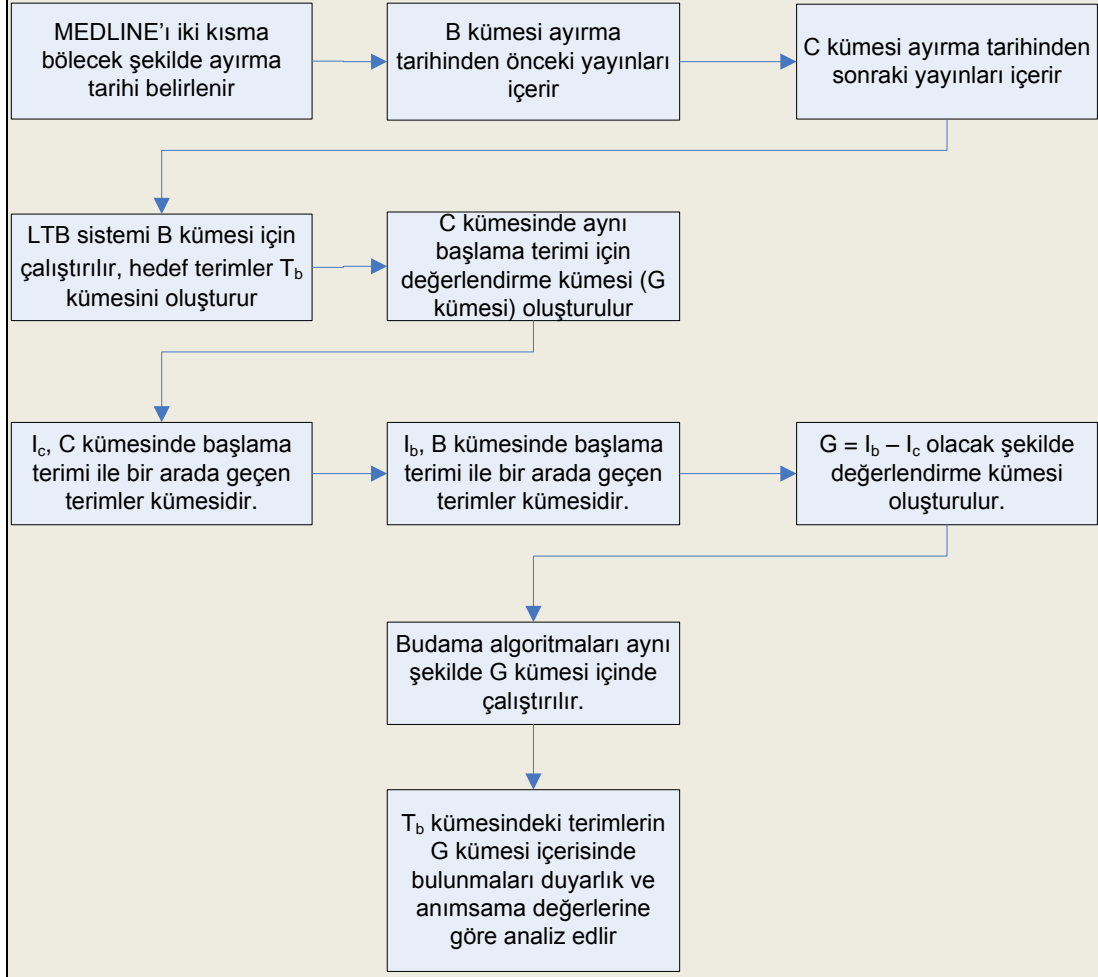 MEDLINE’ı iki kısma
bölecek şekilde ayırma
tarihi belirlenir
B kümesi ayırma
tarihinden önceki yayınları
içerir
C kümesi ayırma tarihinden
sonraki yayınları içerir
LTB sistemi B kümesi için
çalıştırılır, hedef terimler Tb
kümesini oluşturur
C kümesinde aynı
başlama terimi için
değerlendirme kümesi (G
kümesi) oluşturulur
Ic, C kümesinde başlama
terimi ile bir arada geçen
terimler kümesidir.
Ib, B kümesinde başlama
terimi ile bir arada geçen
terimler kümesidir.
G = Ib – Ic olacak şekilde
değerlendirme kümesi
oluşturulur.
Budama algoritmaları aynı
şekilde G kümesi içinde
çalıştırılır.
Tb kümesindeki terimlerin
G kümesi içerisinde
bulunmaları duyarlık ve
anımsama değerlerine
göre analiz edlir